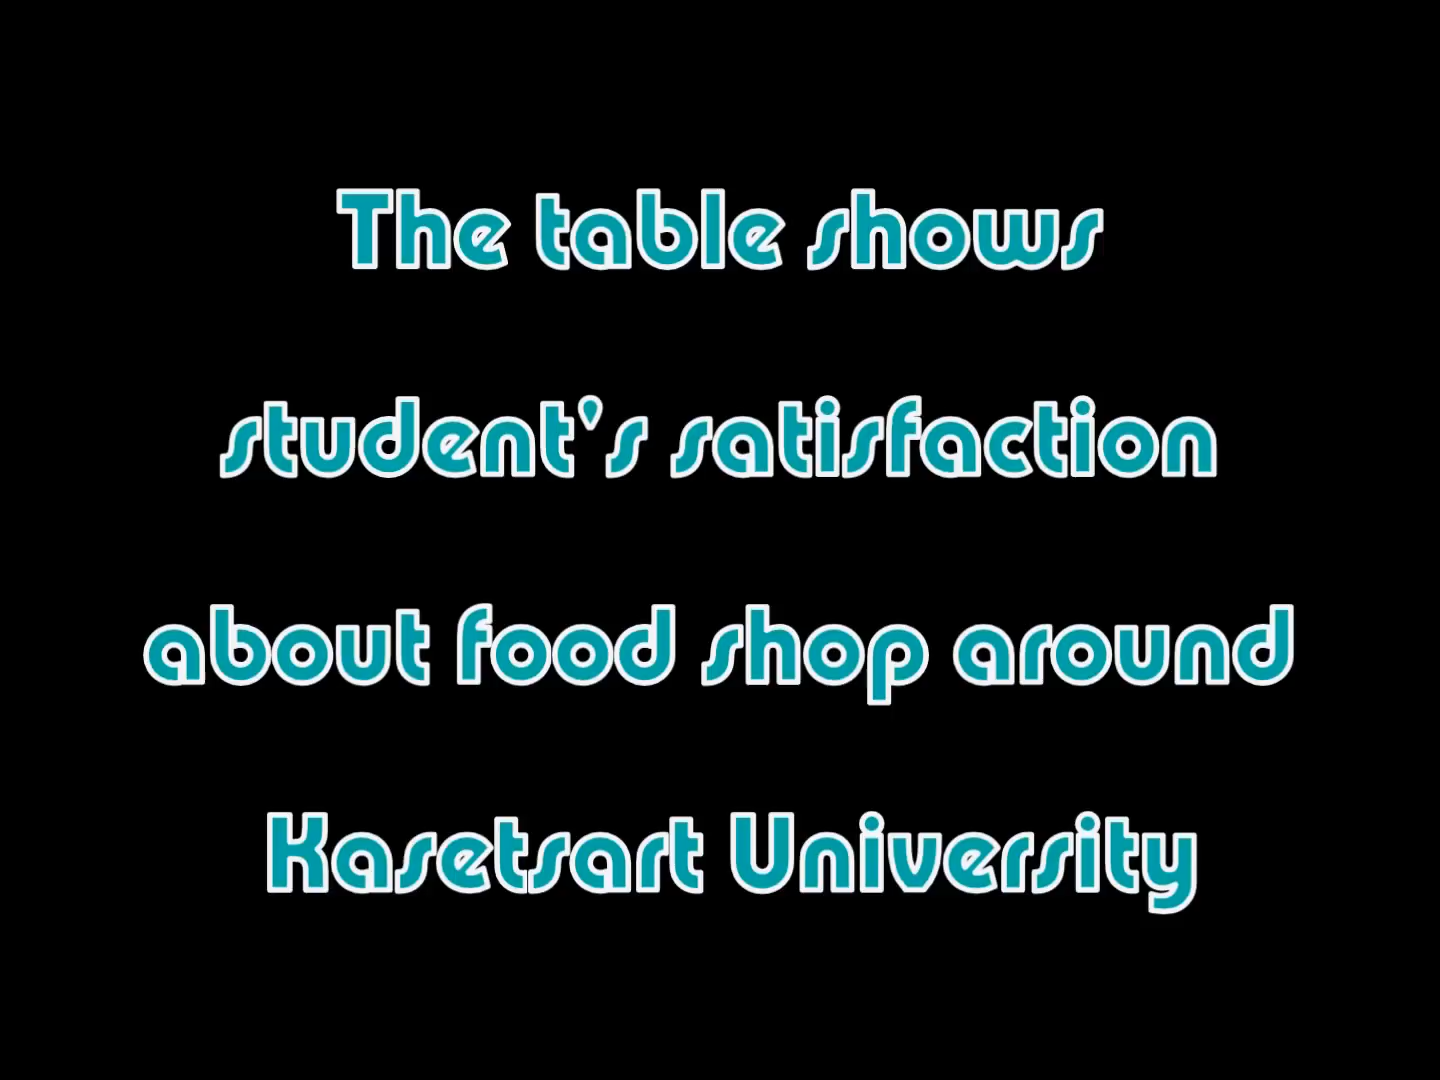 The table shows
student's satisfaction
about food shop around
Kasetsart University